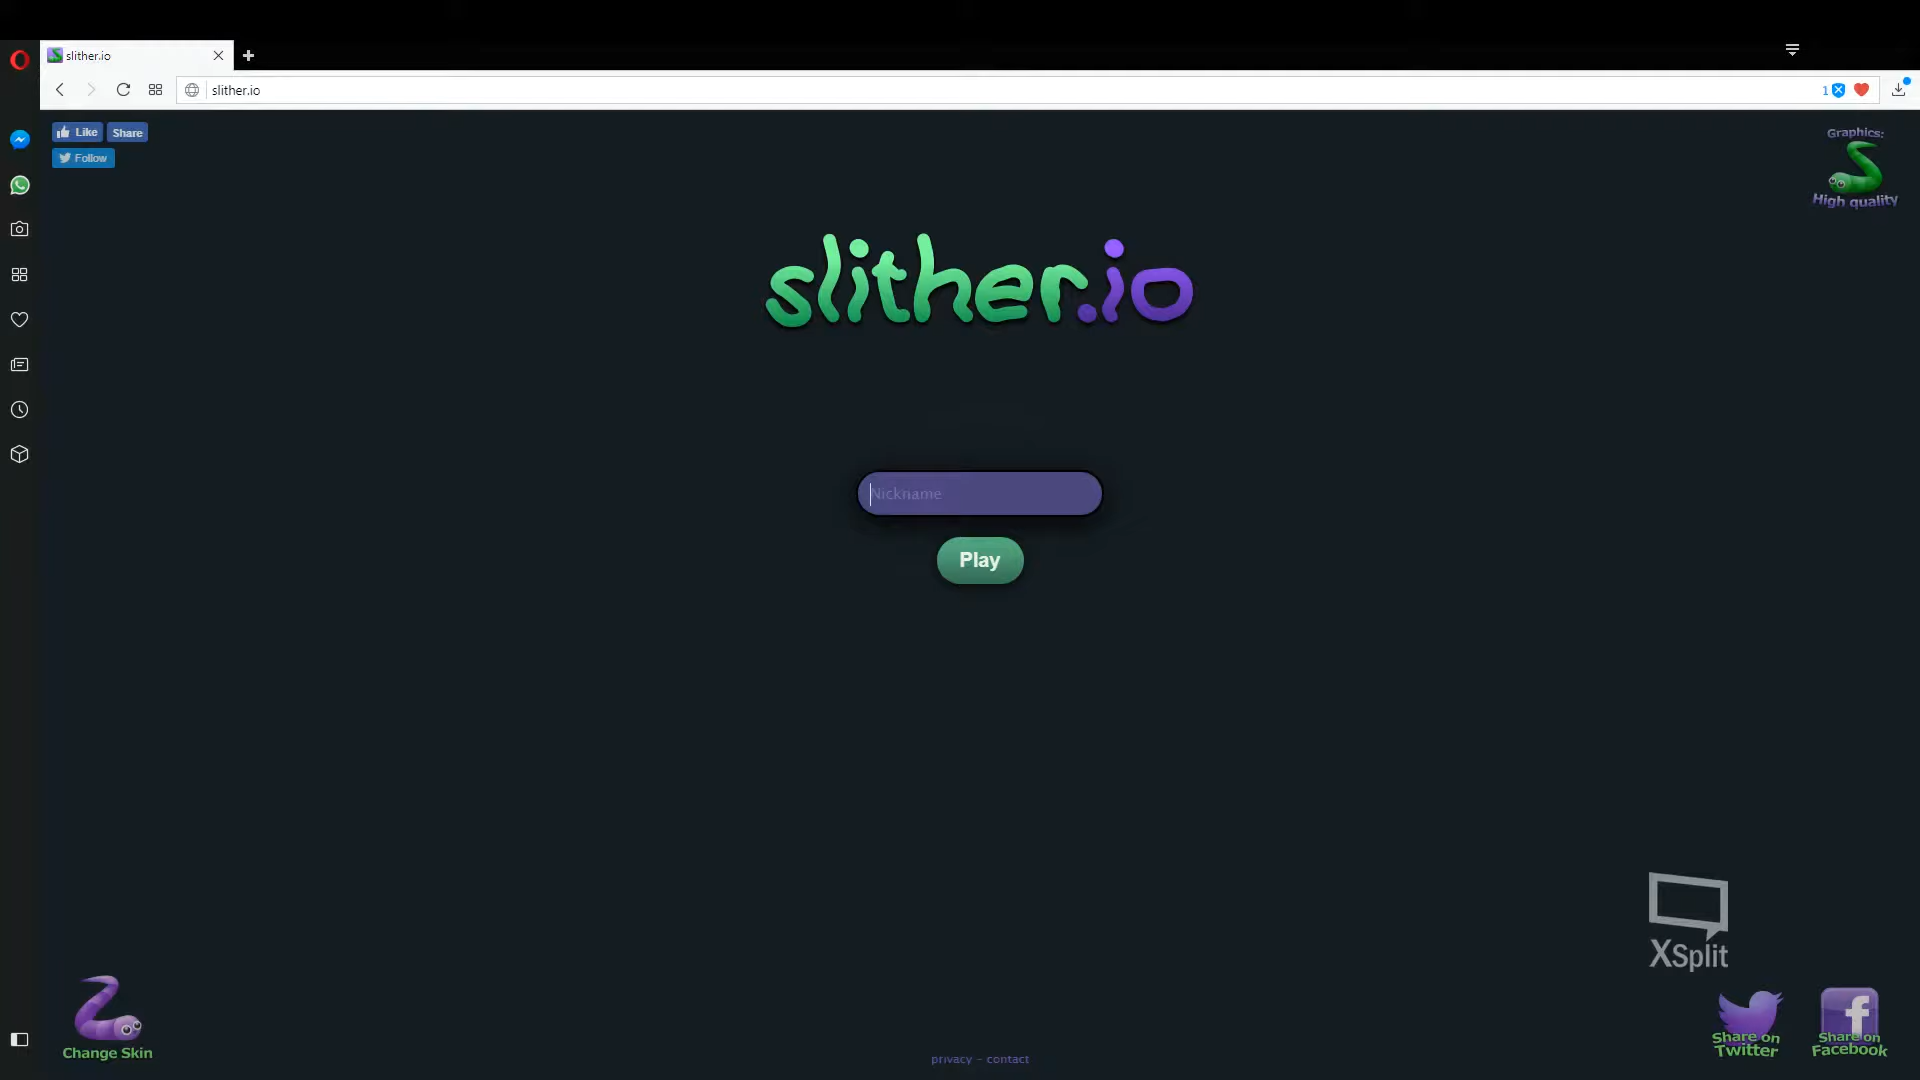 slither.io
slither.io
1
Like Share
Follow
Graphics:
High quality
slither.io
Nickname
Play
XSplit
Change Skin
Share on
Twitter
Share on
Facebook
privacy - contact